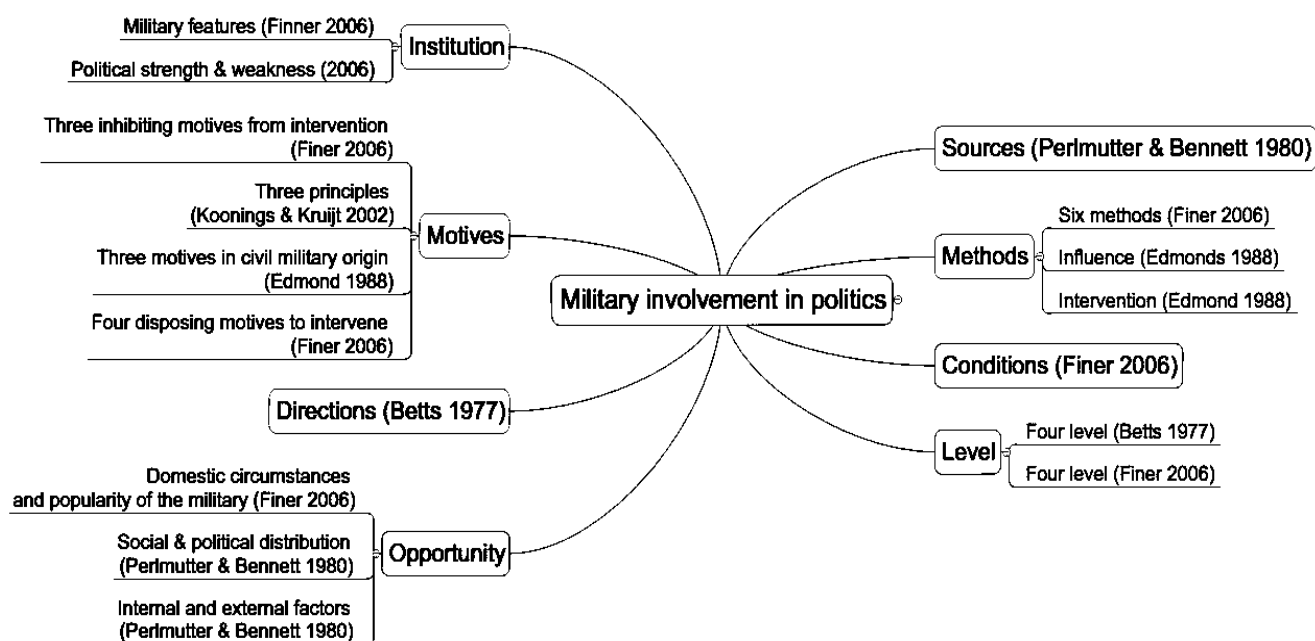 Military features (Finner 2006)
Political strength & weakness (2006)
Institution
Three inhibiting motives from intervention
(Finer 2006)
Three principles
(Koonings & Kruijt 2002)
Three motives in civil military origin
(Edmond 1988)
Four disposing motives to intervene
(Finer 2006)
Motives
Directions (Betts 1977)
Domestic circumstances
and popularity of the military (Finer 2006)
Social & political distribution
(Perlmutter & Bennett 1980)
Internal and external factors
(Perlmutter & Bennett 1980)
Opportunity
Military involvement in politics
Sources (Perlmutter & Bennett 1980)
Methods
Six methods (Finer 2006)
Influence (Edmonds 1988)
Intervention (Edmond 1988)
Conditions (Finer 2006)
Level
Four level (Betts 1977)
Four level (Finer 2006)